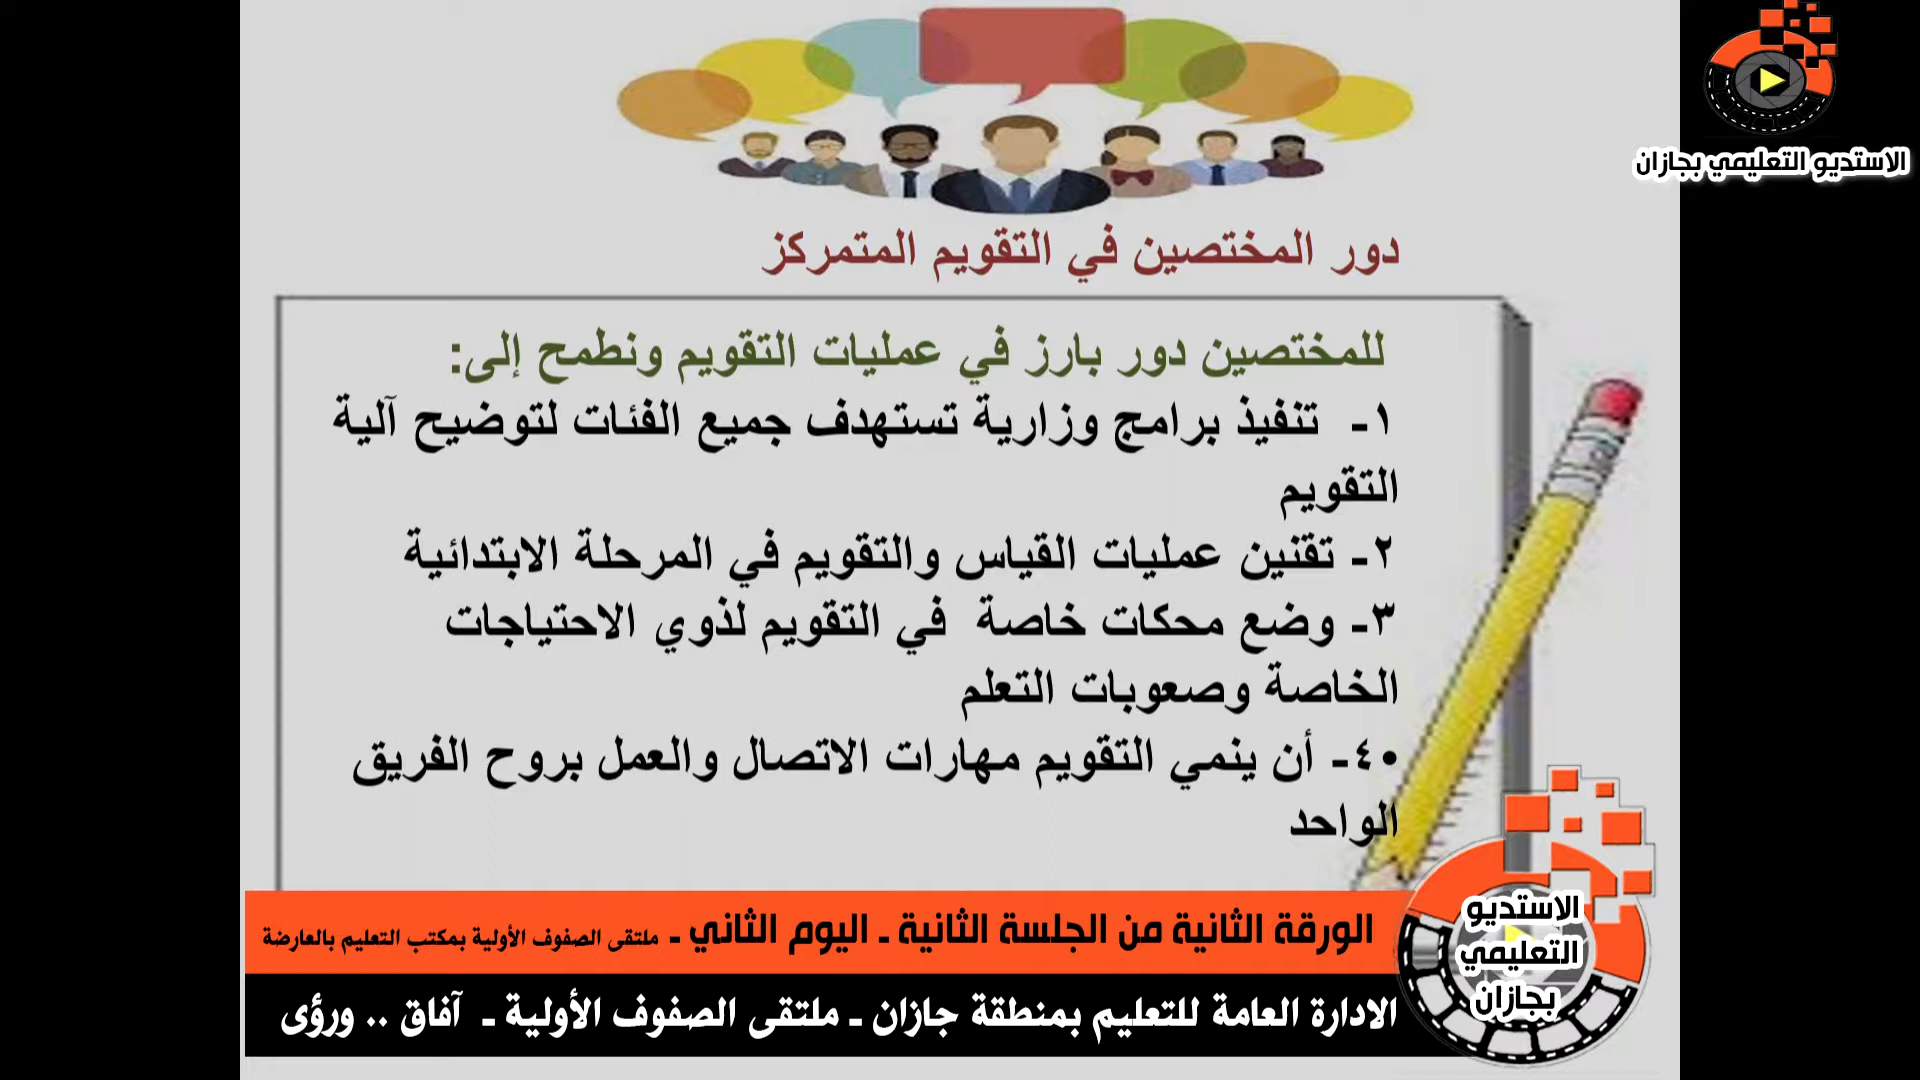 الاستديو التعليمي بجازان
دور المختصين في التقويم المتمركز
للمختصين دور بارز في عمليات التقويم ونطمح إلى:
١- تنفيذ برامج وزارية تستهدف جميع الفئات لتوضيح آلية
التقويم
٢- تقنين عمليات القياس والتقويم في المرحلة الابتدائية
٣- وضع محكات خاصة في التقويم لذوي الاحتياجات
الخاصة وصعوبات التعلم
•٤- أن ينمي التقويم مهارات الاتصال والعمل بروح الفريق
الواحد
الورقة الثانية من الجلسة الثانية - اليوم الثاني - ملتقى الصفوف الأولية بمكتب التعليم بالعارضة
الادارة العامة للتعليم بمنطقة جازان - ملتقى الصفوف الأولية - آفاق .. ورؤى
الاستديو
التعليمي
بجازان